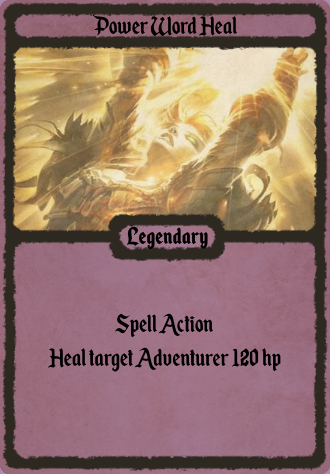 Power Word Heal
Legendary
Spell Action
Heal target Adventurer 120 hp